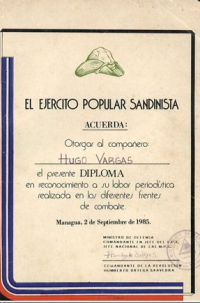 EL EJERCITO POPULAR SANDINISTA
ACUERDA:
Otorgar al compañero:
HUGO VARGAS
el presente DIPLOMA
en reconocimiento a su labor periodística
realizada en los diferentes frentes
de combate
Managua, 2 de Septiembre de 1985.
MINISTRO DE DEFENSA
COMANDANTE EN JEFE DEL E.P.S.
JEFE NACIONAL DE LAS M.P.S.
COMANDANTE DE LA REVOLUCION
HUMBERTO ORTEGA SAAVEDRA